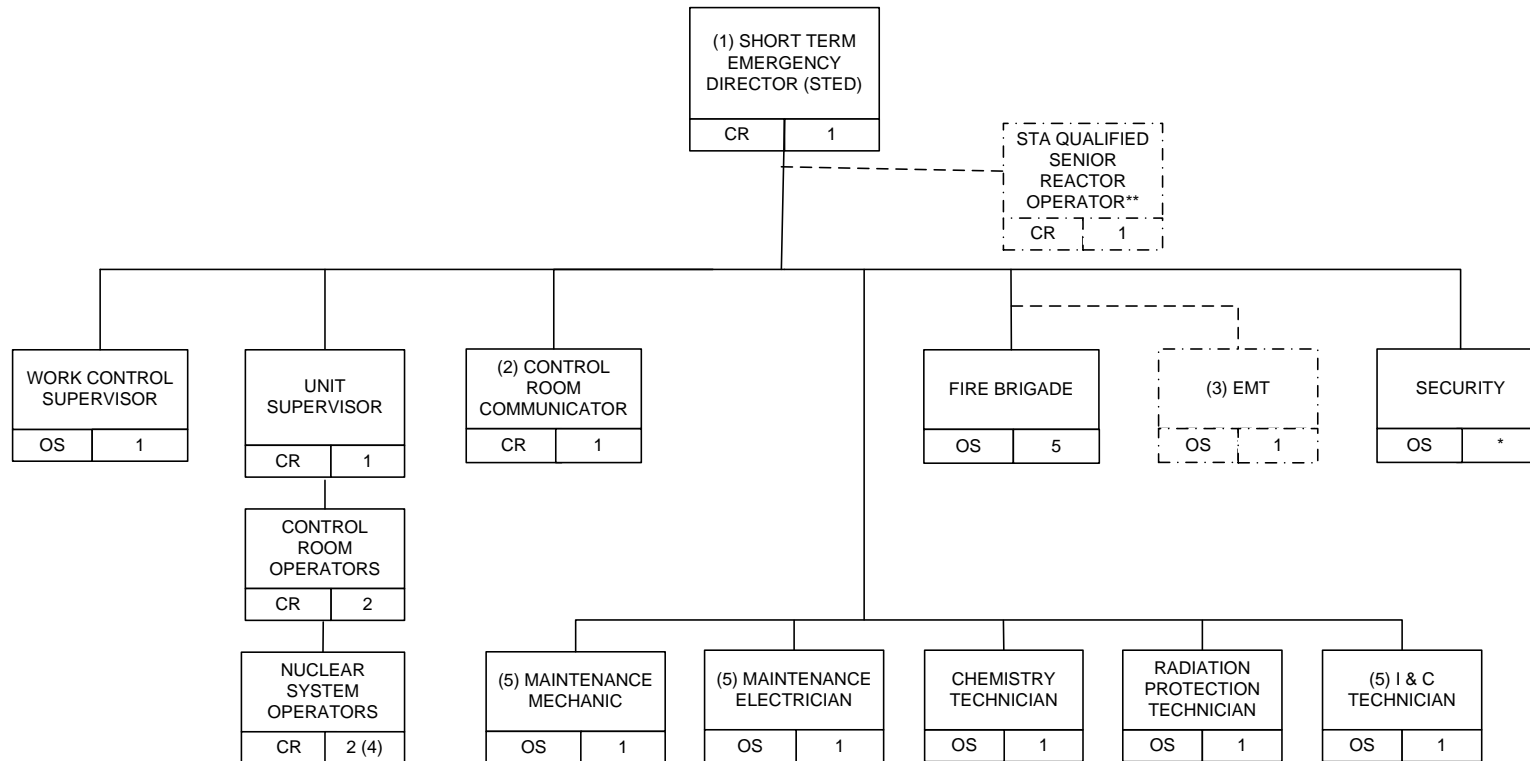 (1) SHORT TERM
EMERGENCY
DIRECTOR (STED)
CR 1
STA QUALIFIED
SENIOR
REACTOR
OPERATOR**
CR 1
WORK CONTROL
SUPERVISOR
OS 1
UNIT
SUPERVISOR
CR 1
(2) CONTROL
ROOM
COMMUNICATOR
CR 1
FIRE BRIGADE
OS 5
(3) EMT
OS 1
SECURITY
OS *
CONTROL
ROOM
OPERATORS
CR 2
NUCLEAR
SYSTEM
OPERATORS
CR 2 (4)
(5) MAINTENANCE
MECHANIC
OS 1
(5) MAINTENANCE
ELECTRICIAN
OS 1
CHEMISTRY
TECHNICIAN
OS 1
RADIATION
PROTECTION
TECHNICIAN
OS 1
(5) I & C
TECHNICIAN
OS 1